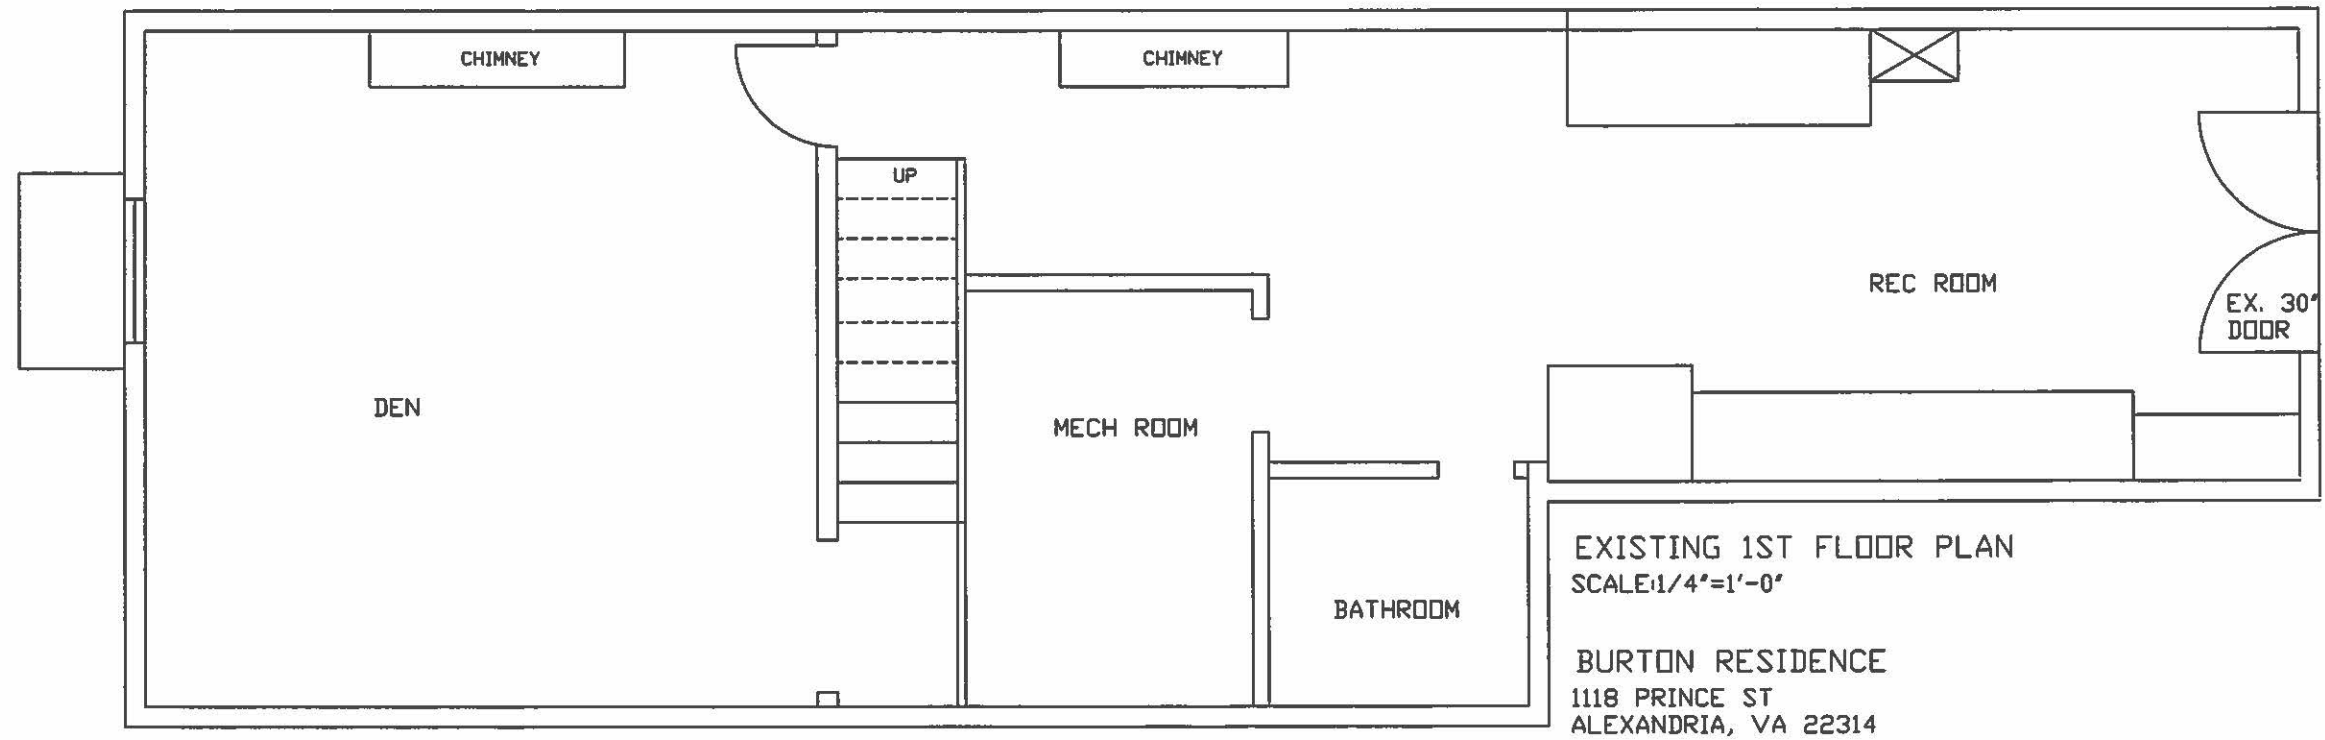 CHIMNEY
CHIMNEY
UP
REC ROOM
EX. 30"
DOOR
DEN
MECH ROOM
BATHROOM
EXISTING 1ST FLOOR PLAN
SCALE:1/4"=1'-0"
BURTON RESIDENCE
1118 PRINCE ST
ALEXANDRIA, VA 22314